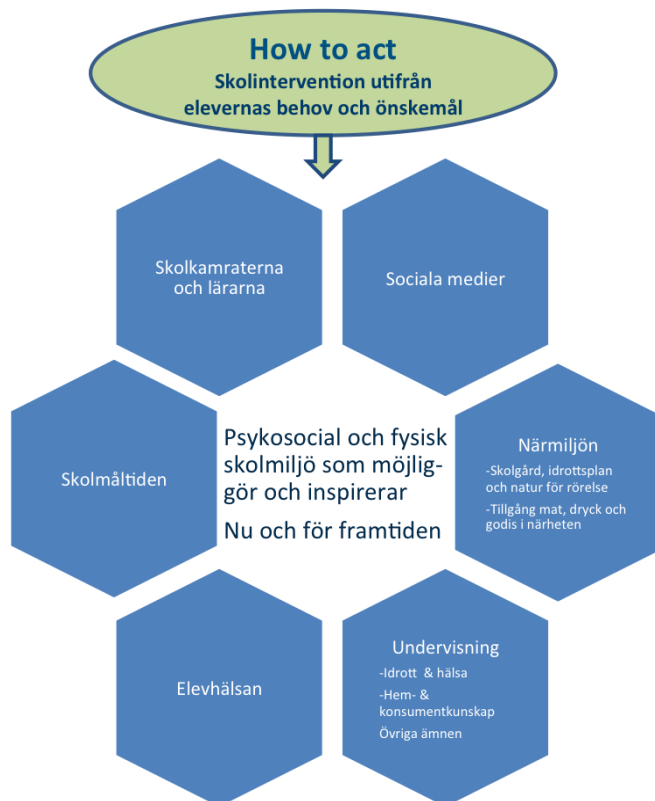 How to act
Skolintervention utifrån
elevernas behov och önskemål
Skolkamraterna
och lärarna
Sociala medier
Skolmåltiden
Psykosocial och fysisk
skolmiljö som möjlig-
gör och inspirerar
Nu och för framtiden
Närmiljön
-Skolgård, idrottsplan
och natur för rörelse
-Tillgång mat, dryck och
godis i närheten
Elevhälsan
Undervisning
-Idrott & hälsa
-Hem- &
konsumentkunskap
Övriga ämnen